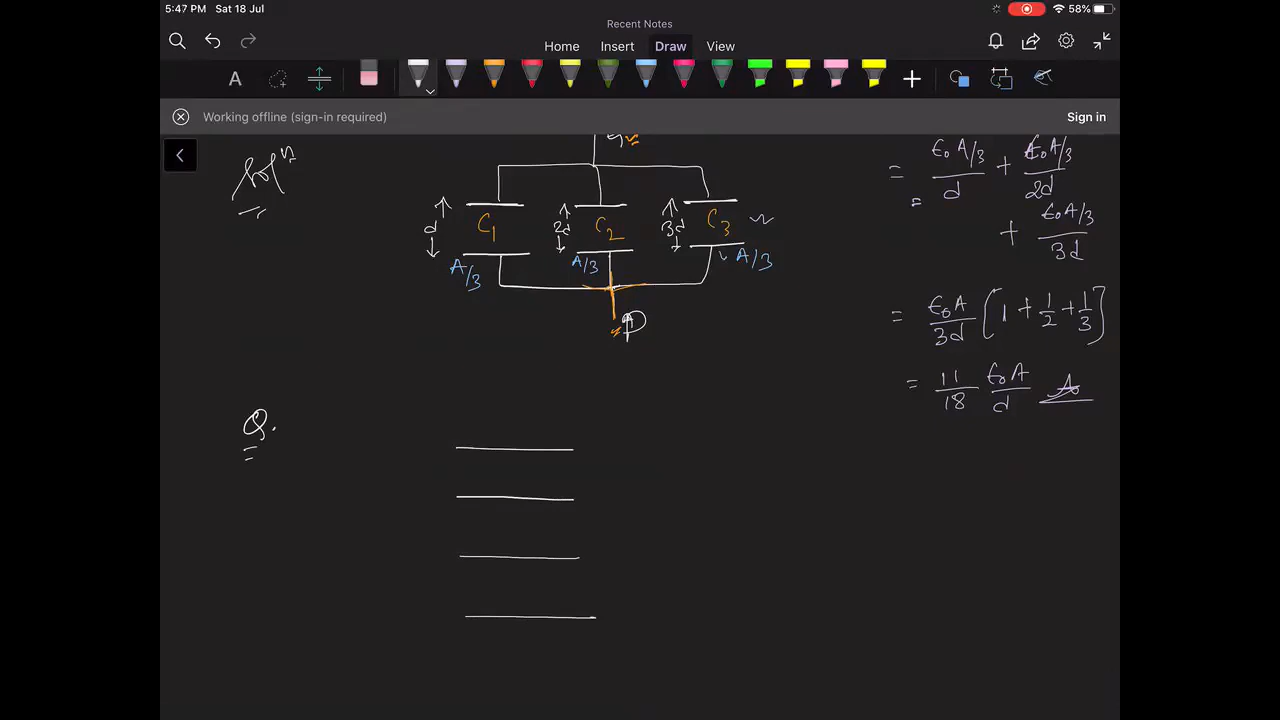 5:47 PM Sat 18 Jul
58%
Recent Notes
Home Insert Draw View
A
Working offline (sign-in required)
Sign in
Solⁿ
d C₁ 2d C₂ 3d C₃
A/3 A/3 A/3
P
= ε₀A/3 / d + ε₀A/3 / 2d
+ ε₀A/3 / 3d
= ε₀A / 3d (1 + 1/2 + 1/3)
= 11/18 ε₀A / d A
Q.